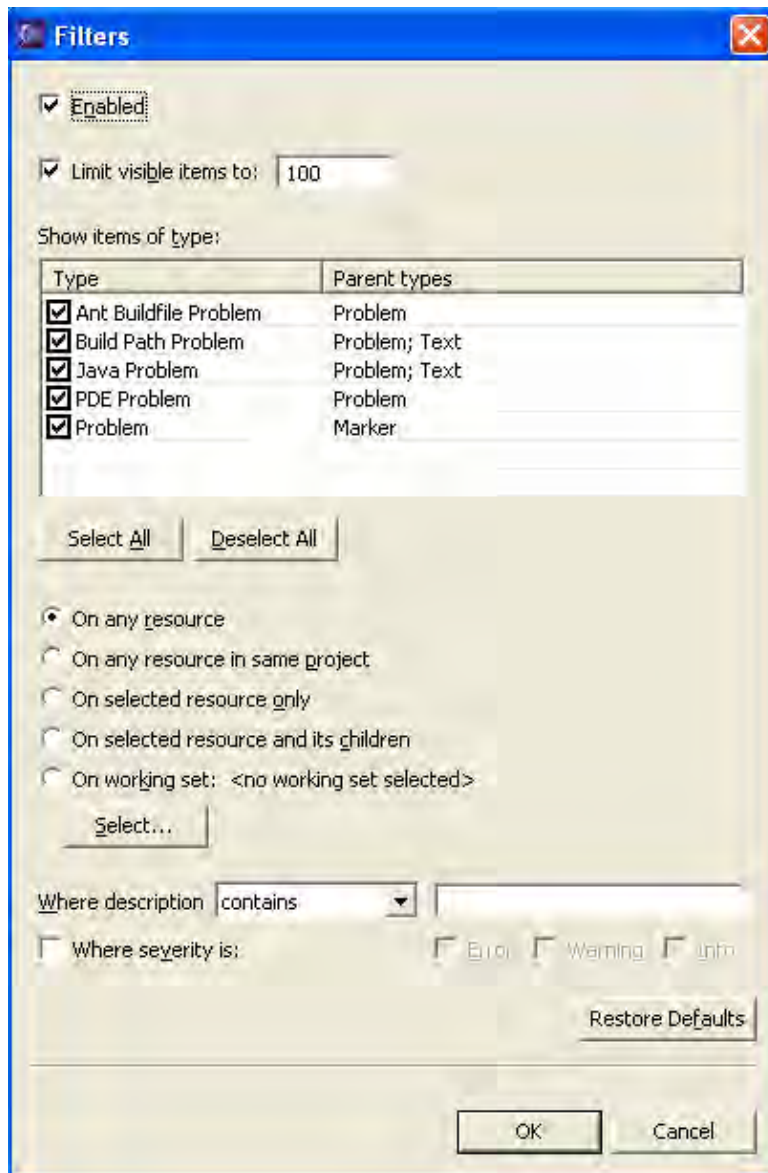 Filters
Enabled
Limit visible items to: 100
Show items of type:
Type Parent types
Ant Buildfile Problem Problem
Build Path Problem Problem; Text
Java Problem Problem; Text
PDE Problem Problem
Problem Marker
Select All Deselect All
On any resource
On any resource in same project
On selected resource only
On selected resource and its children
On working set: <no working set selected>
Select...
Where description contains
Where severity is: Error Warning Info
Restore Defaults
OK Cancel